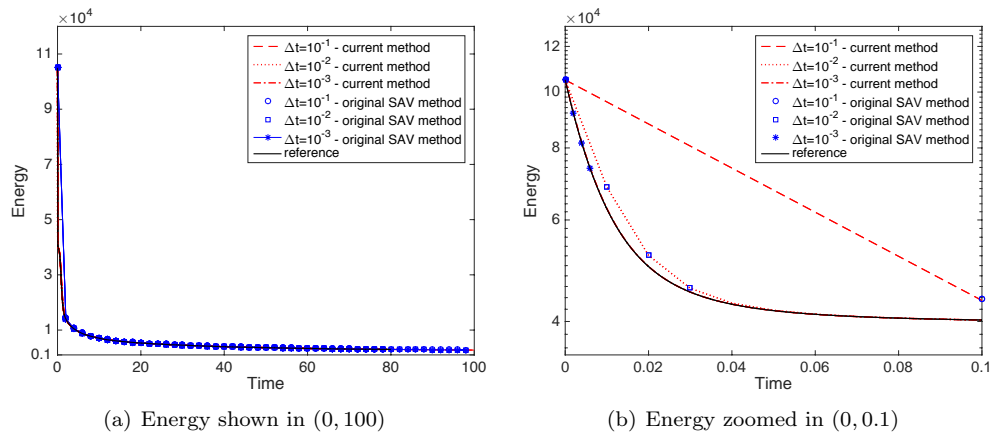 ×10⁴
11
9
7
5
3
1
0.1
Energy
0
20
40
60
80
100
Time
Δt=10⁻¹ - current method
Δt=10⁻² - current method
Δt=10⁻³ - current method
Δt=10⁻¹ - original SAV method
Δt=10⁻² - original SAV method
Δt=10⁻³ - original SAV method
reference
(a) Energy shown in (0, 100)
×10⁴
12
10
8
6
4
Energy
0
0.02
0.04
0.06
0.08
0.1
Time
Δt=10⁻¹ - current method
Δt=10⁻² - current method
Δt=10⁻³ - current method
Δt=10⁻¹ - original SAV method
Δt=10⁻² - original SAV method
Δt=10⁻³ - original SAV method
reference
(b) Energy zoomed in (0, 0.1)